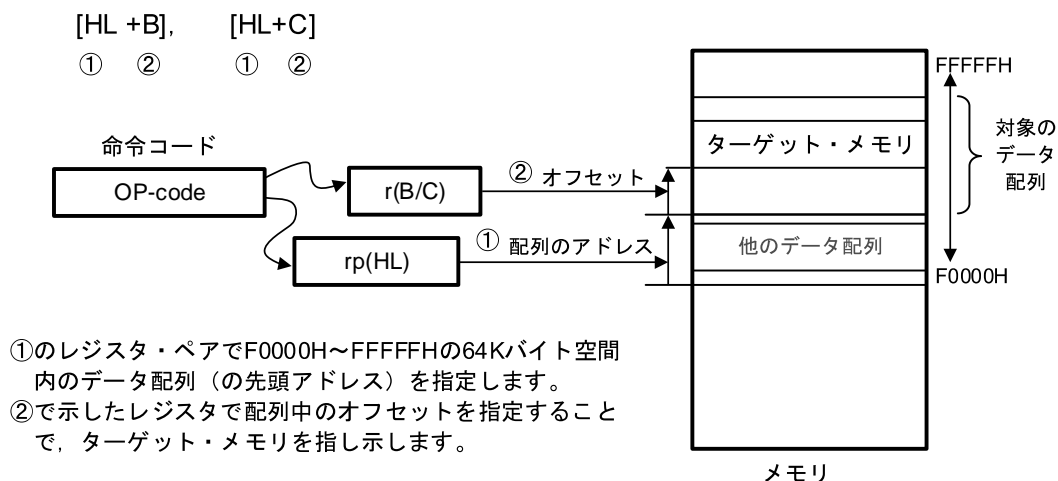 [HL +B], [HL+C]
① ② ① ②
命令コード
OP-code
r(B/C)
② オフセット
rp(HL)
① 配列のアドレス
FFFFFH
ターゲット・メモリ
対象の
データ
配列
他のデータ配列
F0000H
メモリ
①のレジスタ・ペアでF0000H～FFFFFHの64Kバイト空間
内のデータ配列（の先頭アドレス）を指定します。
②で示したレジスタで配列中のオフセットを指定すること
で，ターゲット・メモリを指し示します。